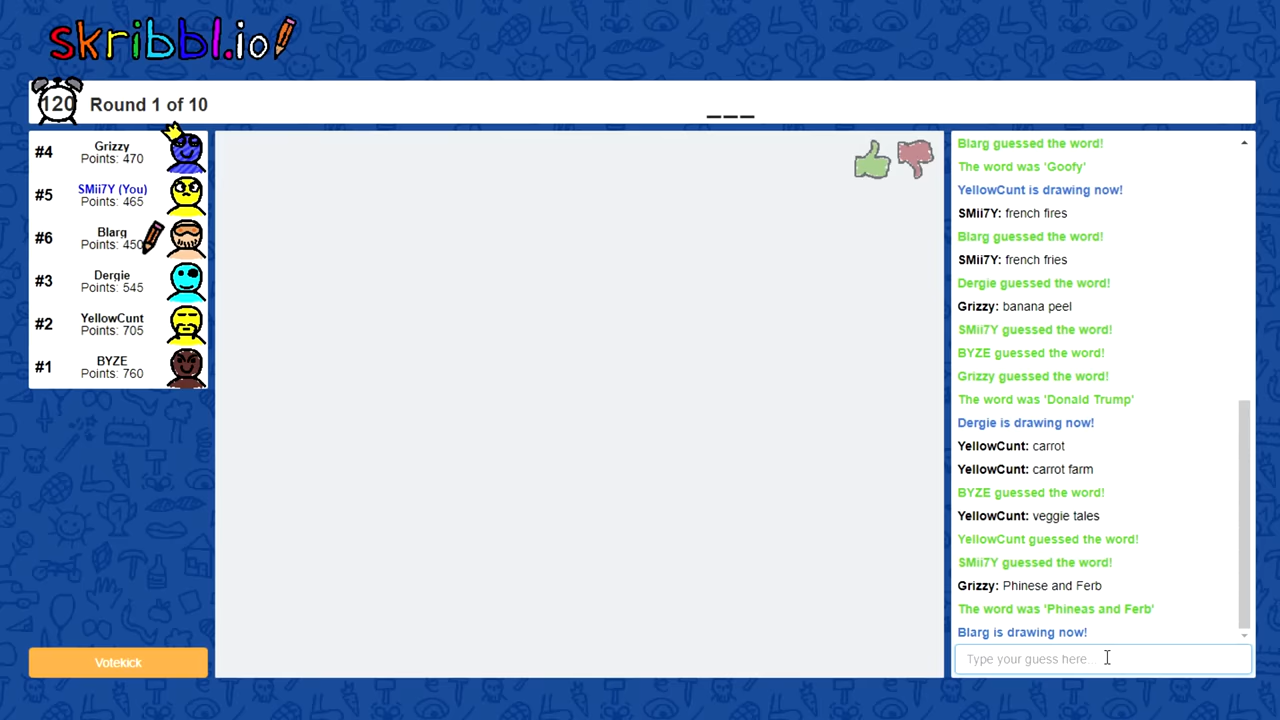 skribbl.io
120
Round 1 of 10
___
#4
Grizzy
Points: 470
#5
SMii7Y (You)
Points: 465
#6
Blarg
Points: 450
#3
Dergie
Points: 545
#2
YellowCunt
Points: 705
#1
BYZE
Points: 760
Votekick
Blarg guessed the word!
The word was 'Goofy'
YellowCunt is drawing now!
SMii7Y: french fires
Blarg guessed the word!
SMii7Y: french fries
Dergie guessed the word!
Grizzy: banana peel
SMii7Y guessed the word!
BYZE guessed the word!
Grizzy guessed the word!
The word was 'Donald Trump'
Dergie is drawing now!
YellowCunt: carrot
YellowCunt: carrot farm
BYZE guessed the word!
YellowCunt: veggie tales
YellowCunt guessed the word!
SMii7Y guessed the word!
Grizzy: Phinese and Ferb
The word was 'Phineas and Ferb'
Blarg is drawing now!
Type your guess here...